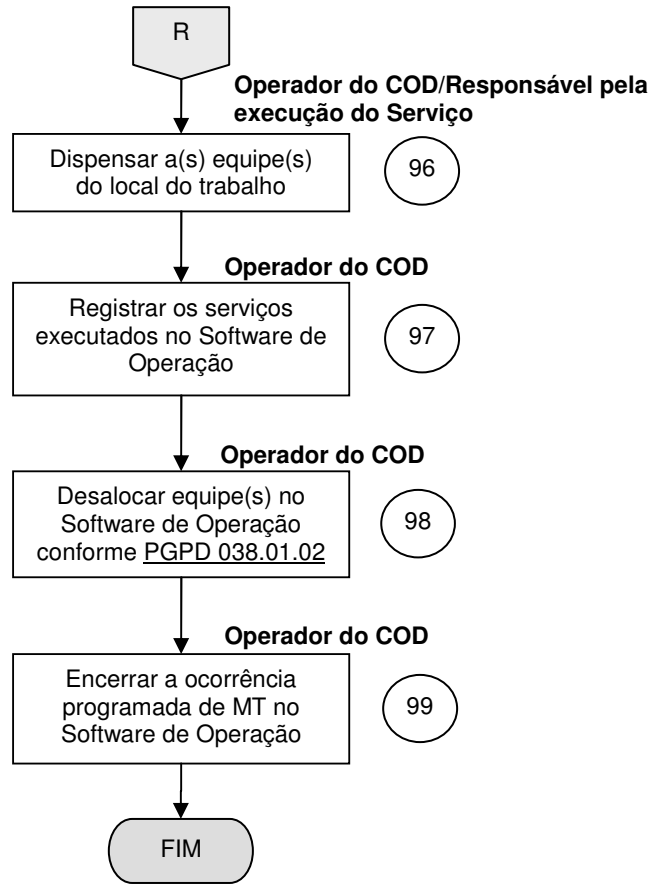 R
Operador do COD/Responsável pela
execução do Serviço
Dispensar a(s) equipe(s)
do local do trabalho
96
Operador do COD
Registrar os serviços
executados no Software de
Operação
97
Operador do COD
Desalocar equipe(s) no
Software de Operação
conforme PGPD 038.01.02
98
Operador do COD
Encerrar a ocorrência
programada de MT no
Software de Operação
99
FIM